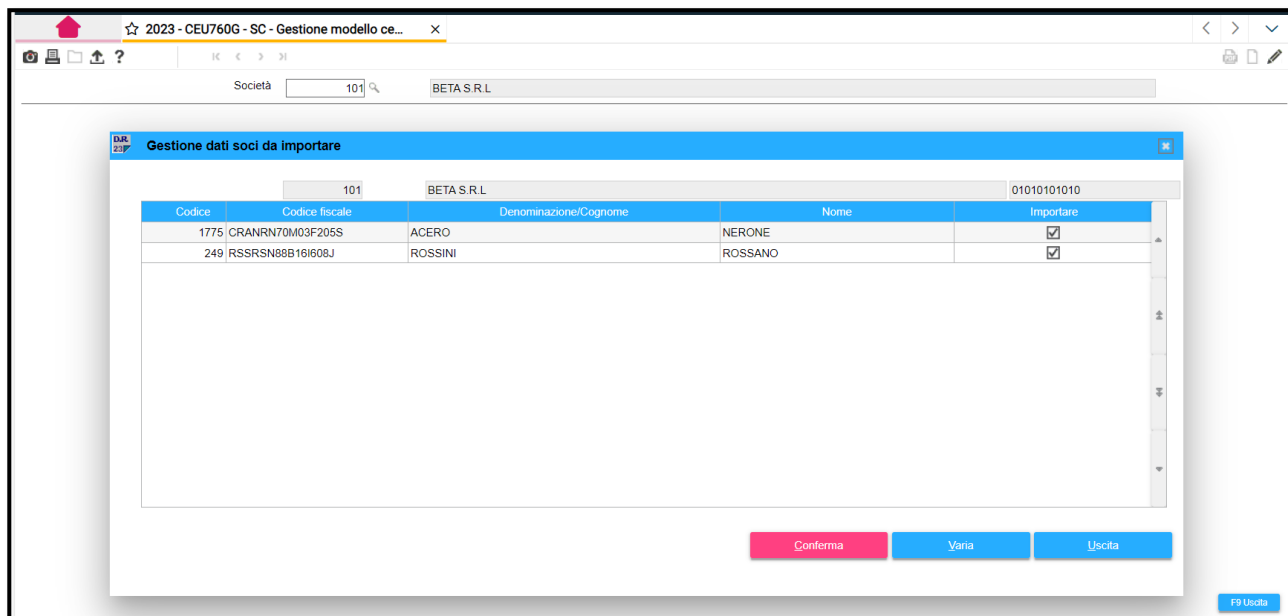 2023 - CEU760G - SC - Gestione modello ce...
Società 101 BETA S.R.L
D.R. 23
Gestione dati soci da importare
101 BETA S.R.L 01010101010
Codice Codice fiscale Denominazione/Cognome Nome Importare
1775 CRANRN70M03F205S ACERO NERONE
249 RSSRSN88B16I608J ROSSINI ROSSANO
Conferma Varia Uscita
F9 Uscita